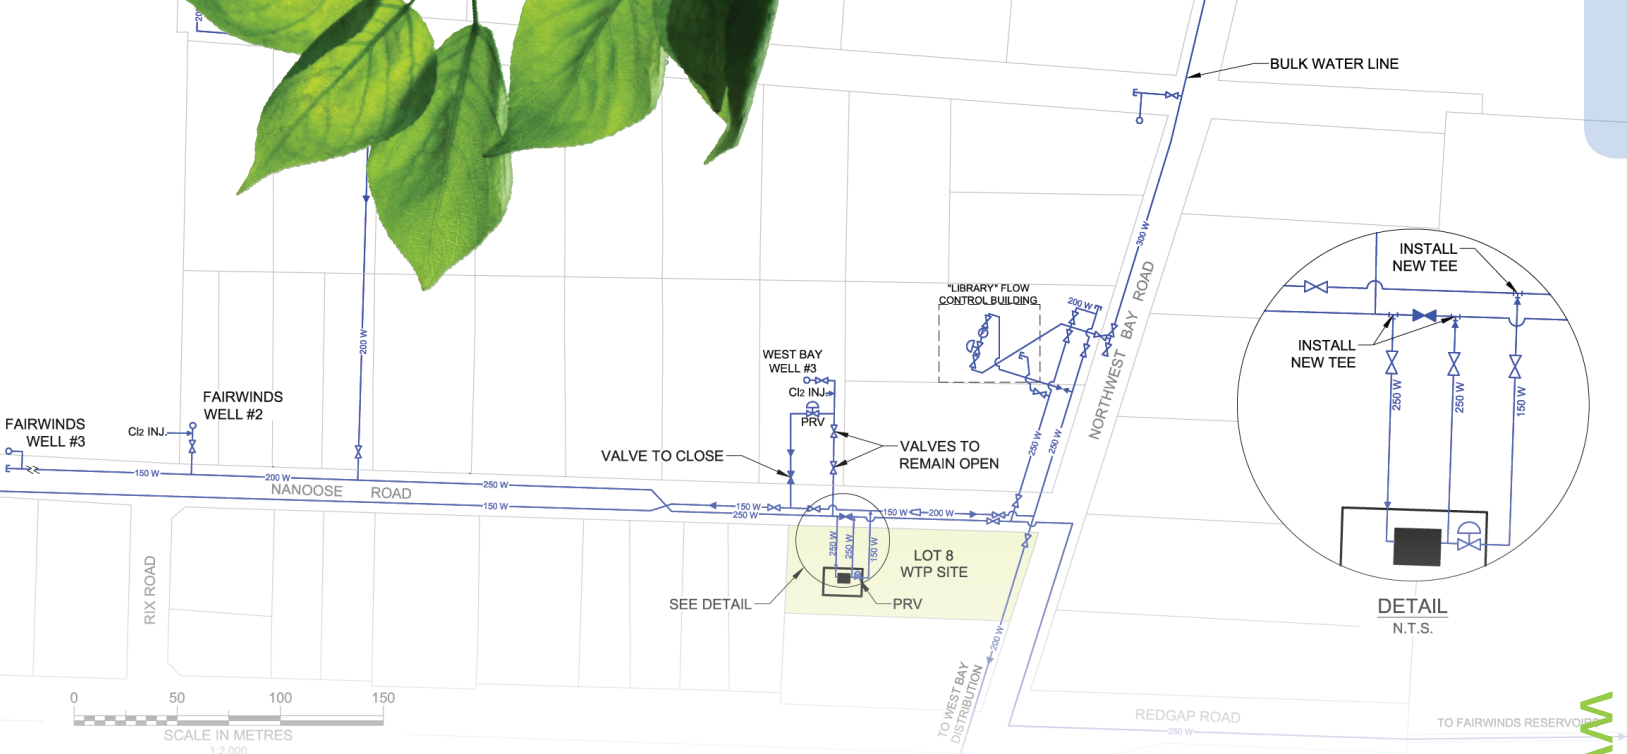 20
BULK WATER LINE
300 W
NORTHWEST BAY ROAD
"LIBRARY" FLOW
CONTROL BUILDING
200 W
INSTALL
NEW TEE
INSTALL
NEW TEE
250 W
250 W
150 W
DETAIL
N.T.S.
200 W
WEST BAY
WELL #3
Cl2 INJ.
PRV
FAIRWINDS
WELL #2
Cl2 INJ.
FAIRWINDS
WELL #3
VALVE TO CLOSE
VALVES TO
REMAIN OPEN
250 W
250 W
150 W
200 W
250 W
NANOOSE ROAD
150 W
150 W
250 W
150 W
200 W
250 W
250 W
150 W
LOT 8
WTP SITE
SEE DETAIL
PRV
RIX ROAD
200 W
TO WEST BAY
DISTRIBUTION
REDGAP ROAD
250 W
TO FAIRWINDS RESERVOIRS
0 50 100 150
SCALE IN METRES
1:2,000